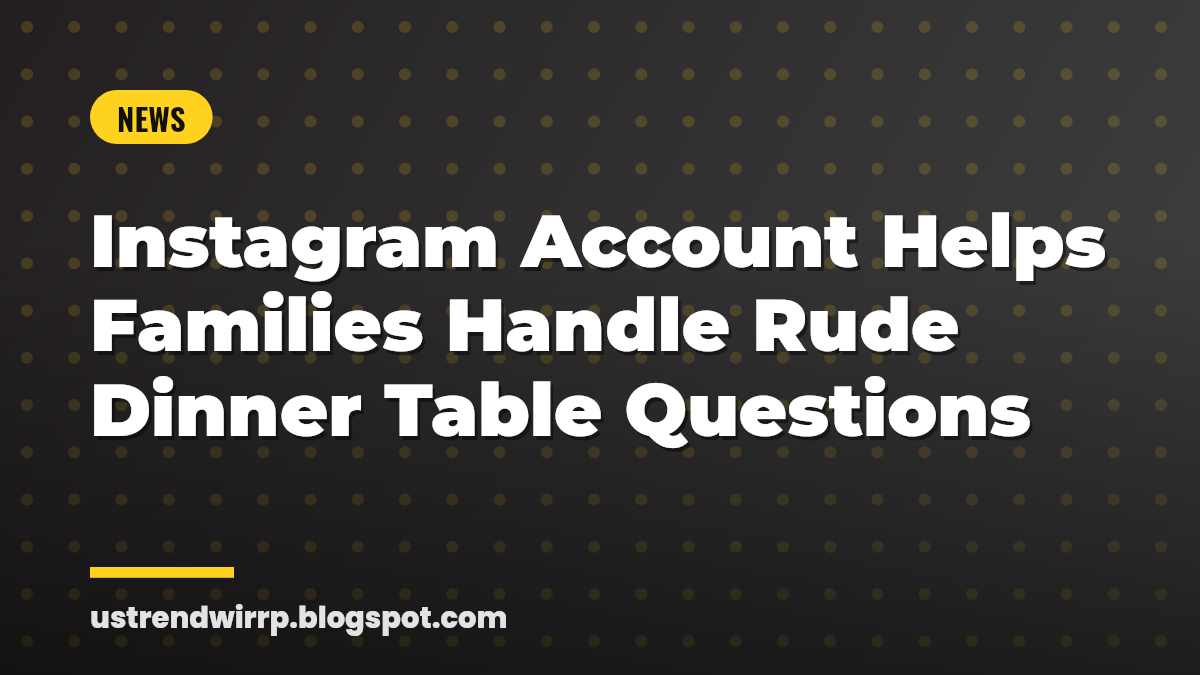 NEWS
Instagram Account Helps
Families Handle Rude
Dinner Table Questions
ustrendwirrp.blogspot.com